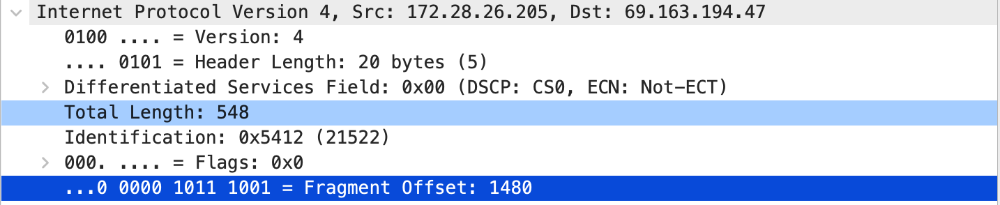 Internet Protocol Version 4, Src: 172.28.26.205, Dst: 69.163.194.47
0100 .... = Version: 4
.... 0101 = Header Length: 20 bytes (5)
Differentiated Services Field: 0x00 (DSCP: CS0, ECN: Not-ECT)
Total Length: 548
Identification: 0x5412 (21522)
000. .... = Flags: 0x0
...0 0000 1011 1001 = Fragment Offset: 1480